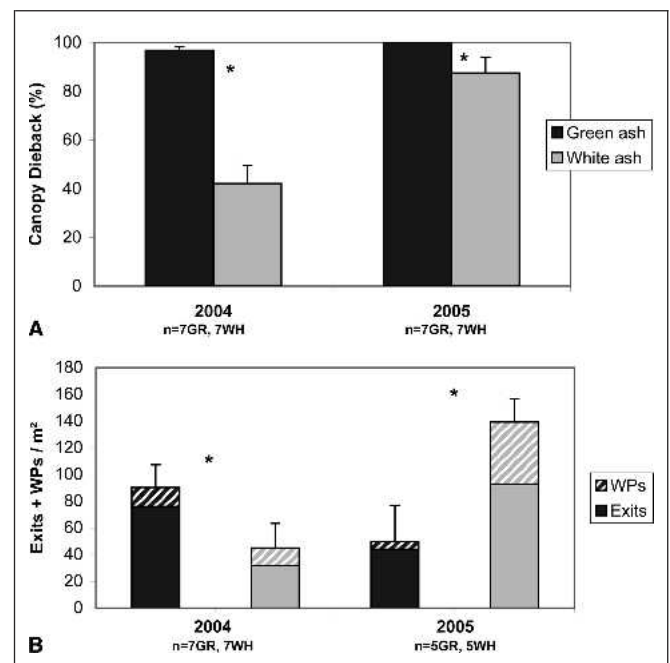 100
80
60
40
20
0
Canopy Dieback (%)
*
*
Green ash
White ash
2004
2005
n=7GR, 7WH
n=7GR, 7WH
A
180
160
140
120
100
80
60
40
20
0
Exits + WPs / m²
*
*
WPs
Exits
2004
2005
n=7GR, 7WH
n=5GR, 5WH
B